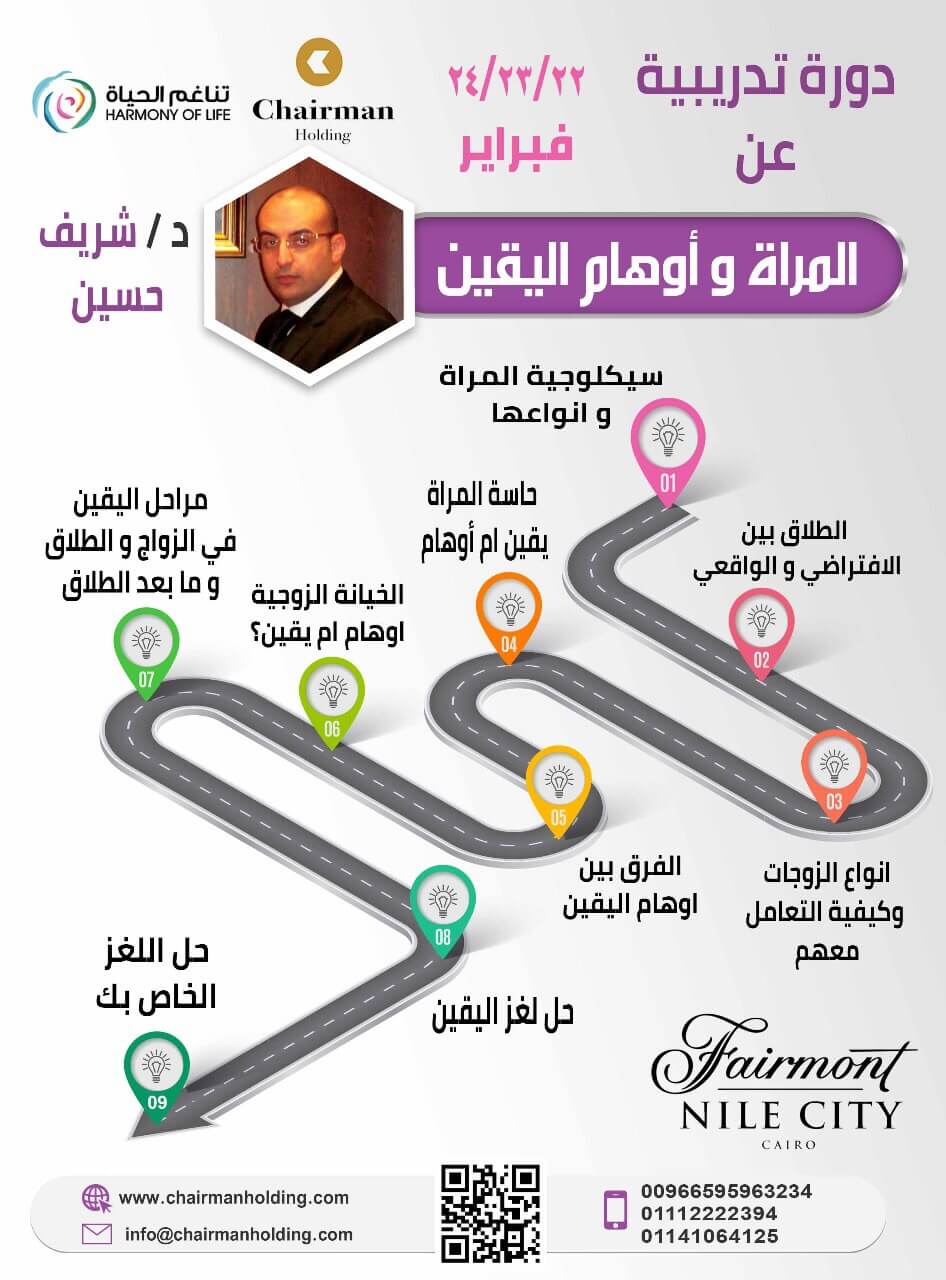 دورة تدريبية
عن
٢٤/٢٣/٢٢
فبراير
Chairman
Holding
تناغم الحياة
HARMONY OF LIFE
المراة و أوهام اليقين
د / شريف
حسين
سيكلوجية المراة
و انواعها
01
الطلاق بين
الافتراضي و الواقعي
02
انواع الزوجات
وكيفية التعامل
معهم
03
حاسة المراة
يقين ام أوهام
04
الفرق بين
اوهام اليقين
05
الخيانة الزوجية
اوهام ام يقين؟
06
مراحل اليقين
في الزواج و الطلاق
و ما بعد الطلاق
07
حل لغز اليقين
08
حل اللغز
الخاص بك
09
Fairmont
NILE CITY
CAIRO
www.chairmanholding.com
info@chairmanholding.com
00966595963234
01112222394
01141064125